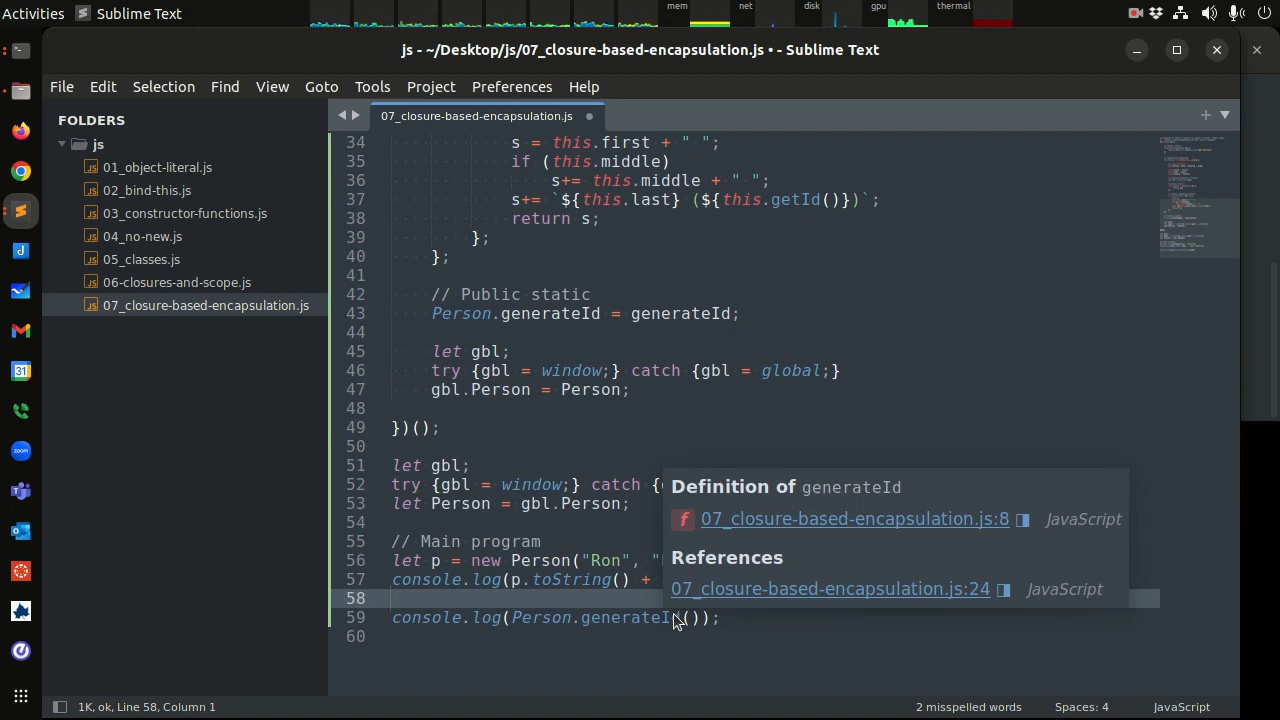 Activities
Sublime Text
mem
net
disk
gpu
thermal
js - ~/Desktop/js/07_closure-based-encapsulation.js • - Sublime Text
File Edit Selection Find View Goto Tools Project Preferences Help
FOLDERS
js
01_object-literal.js
02_bind-this.js
03_constructor-functions.js
04_no-new.js
05_classes.js
06-closures-and-scope.js
07_closure-based-encapsulation.js
07_closure-based-encapsulation.js
34 s = this.first + " ";
35 if (this.middle)
36 s+= this.middle + " ";
37 s+= `${this.last} (${this.getId()})`;
38 return s;
39 };
40 };
41
42 // Public static
43 Person.generateId = generateId;
44
45 let gbl;
46 try {gbl = window;} catch {gbl = global;}
47 gbl.Person = Person;
48
49 })();
50
51 let gbl;
52 try {gbl = window;} catch {
53 let Person = gbl.Person;
54
55 // Main program
56 let p = new Person("Ron", "
57 console.log(p.toString() +
58
59 console.log(Person.generateId());
60
Definition of generateId
f 07_closure-based-encapsulation.js:8 JavaScript
References
07_closure-based-encapsulation.js:24 JavaScript
1K, ok, Line 58, Column 1
2 misspelled words
Spaces: 4
JavaScript